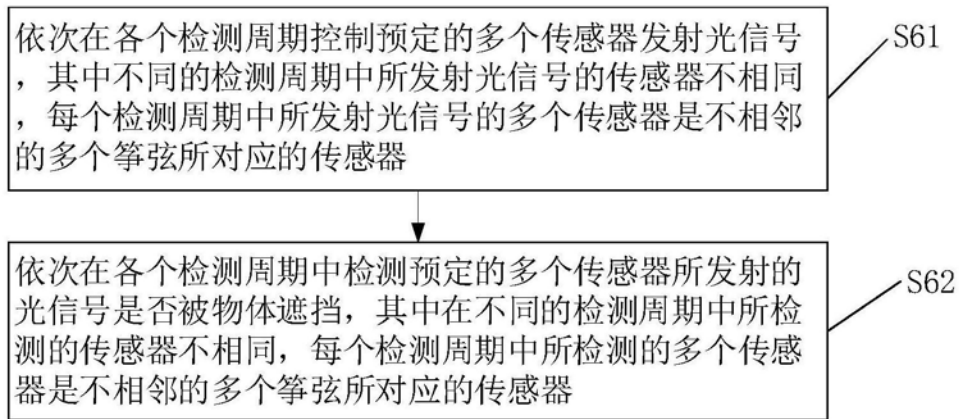 依次在各个检测周期控制预定的多个传感器发射光信号
，其中不同的检测周期中所发射光信号的传感器不相同
，每个检测周期中所发射光信号的多个传感器是不相邻
的多个筝弦所对应的传感器
S61
依次在各个检测周期中检测预定的多个传感器所发射的
光信号是否被物体遮挡，其中在不同的检测周期中所检
测的传感器不相同，每个检测周期中所检测的多个传感
器是不相邻的多个筝弦所对应的传感器
S62